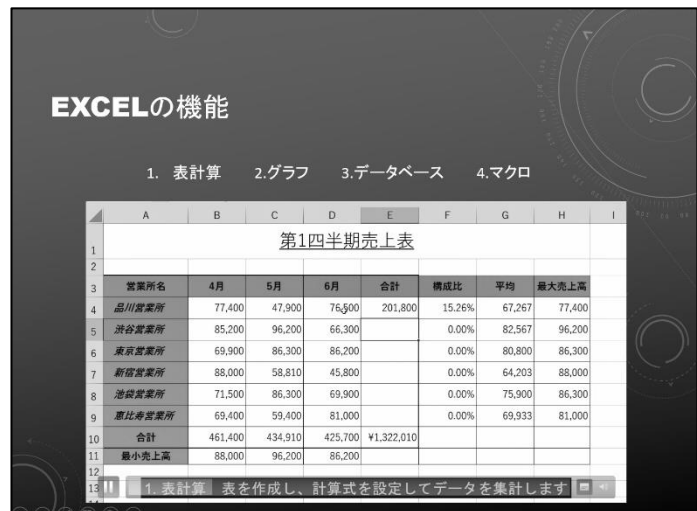 EXCELの機能
1. 表計算 2.グラフ 3.データベース 4.マクロ
A B C D E F G H I
1 第1四半期売上表
2
3 営業所名 4月 5月 6月 合計 構成比 平均 最大売上高
4 品川営業所 77,400 47,900 76,500 201,800 15.26% 67,267 77,400
5 渋谷営業所 85,200 96,200 66,300 0.00% 82,567 96,200
6 東京営業所 69,900 86,300 86,200 0.00% 80,800 86,300
7 新宿営業所 88,000 58,810 45,800 0.00% 64,203 88,000
8 池袋営業所 71,500 86,300 69,900 0.00% 75,900 86,300
9 恵比寿営業所 69,400 59,400 81,000 0.00% 69,933 81,000
10 合計 461,400 434,910 425,700 ¥1,322,010
11 最小売上高 88,000 96,200 86,200
12
13 1. 表計算 表を作成し、計算式を設定してデータを集計します